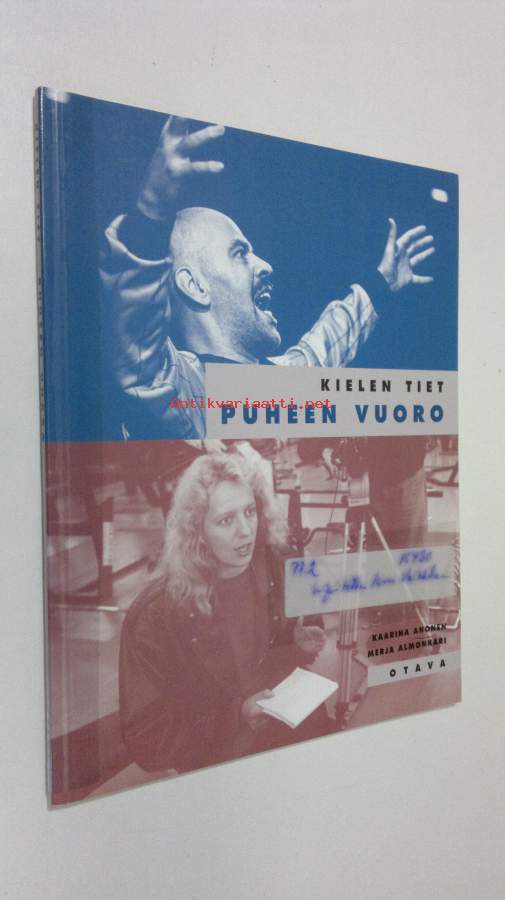 KIELEN TIET
antikvariaatti.net
PUHEEN VUORO
KAARINA AHONEN
MERJA ALMONKARI
OTAVA